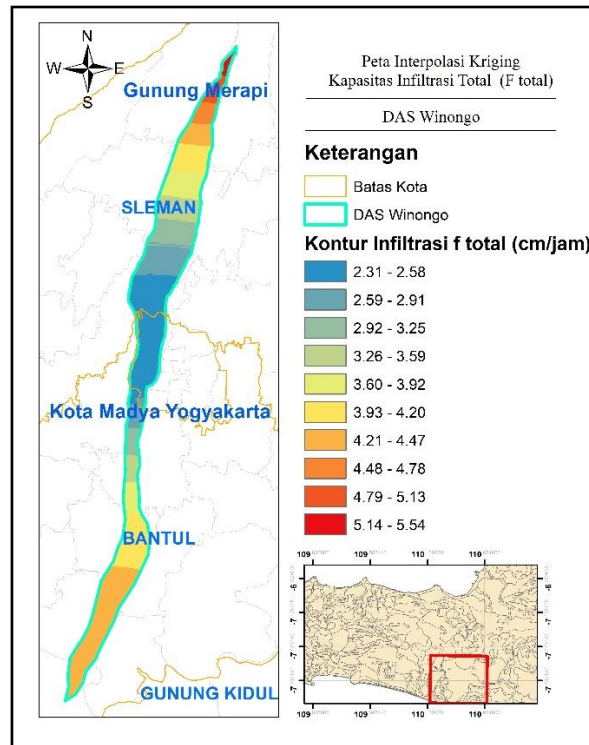 N
W E
S
Gunung Merapi
SLEMAN
Kota Madya Yogyakarta
BANTUL
GUNUNG KIDUL
Peta Interpolasi Kriging
Kapasitas Infiltrasi Total (F total)
DAS Winongo
Keterangan
Batas Kota
DAS Winongo
Kontur Infiltrasi f total (cm/jam)
2.31 - 2.58
2.59 - 2.91
2.92 - 3.25
3.26 - 3.59
3.60 - 3.92
3.93 - 4.20
4.21 - 4.47
4.48 - 4.78
4.79 - 5.13
5.14 - 5.54
109 109 110 110
-6
-7
-7
-7
109 109 110 110